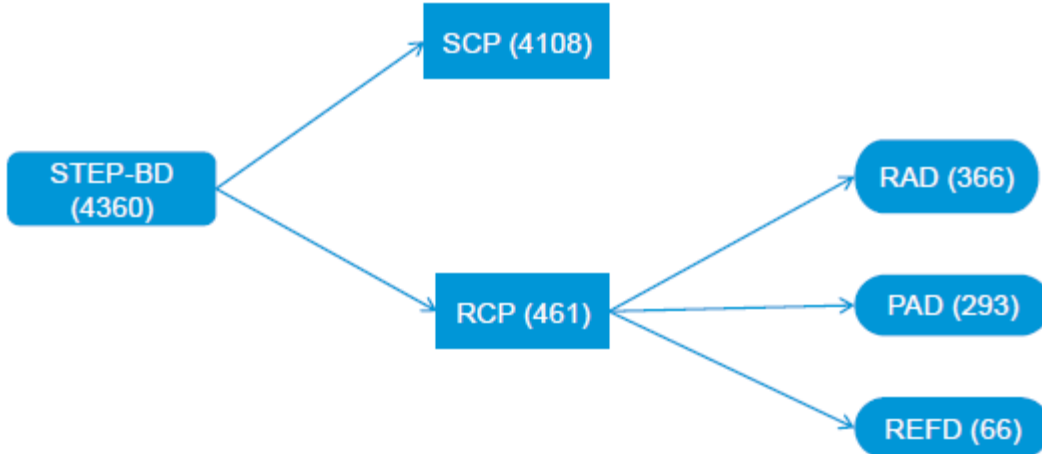 SCP (4108)
STEP-BD
(4360)
RAD (366)
RCP (461)
PAD (293)
REFD (66)